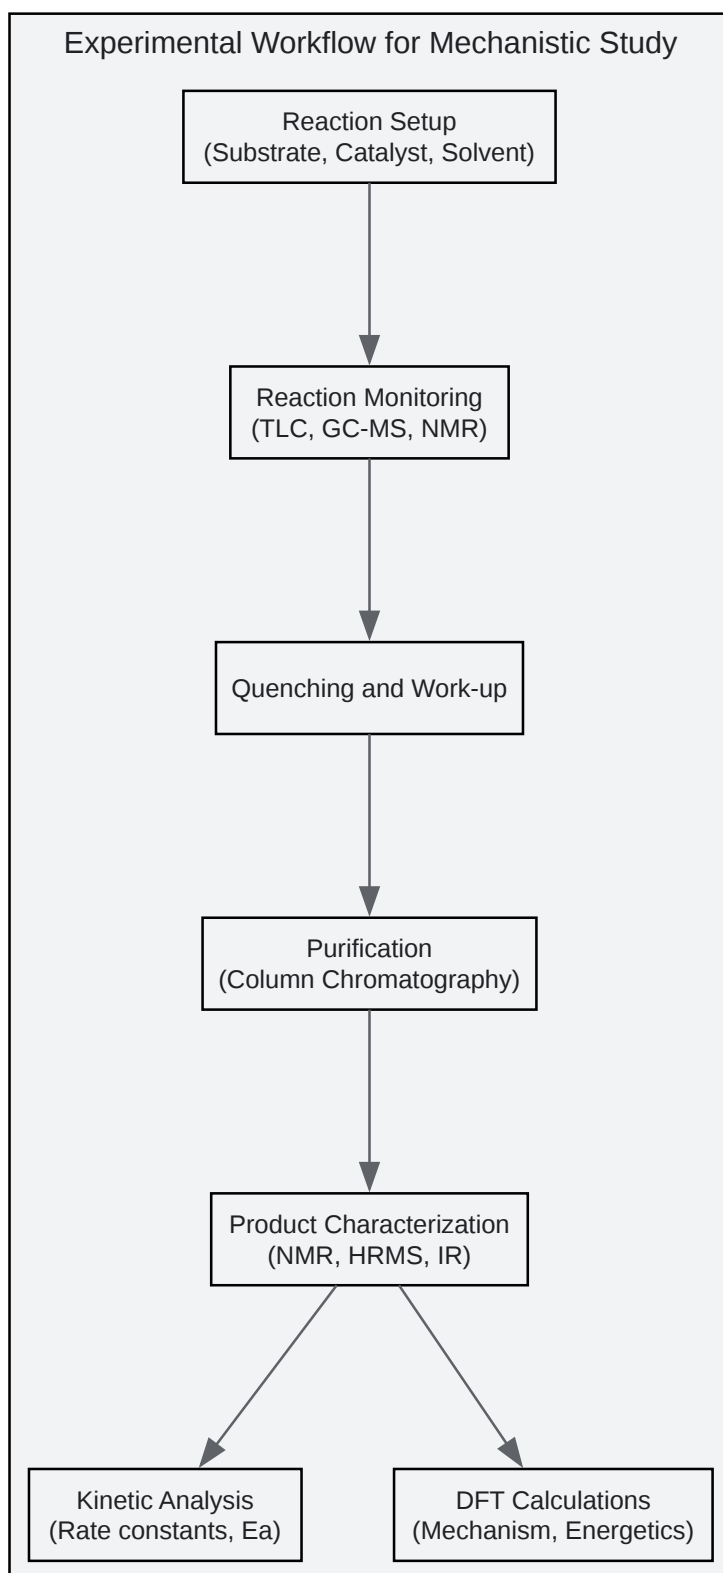 Experimental Workflow for Mechanistic Study
Reaction Setup
(Substrate, Catalyst, Solvent)
Reaction Monitoring
(TLC, GC-MS, NMR)
Quenching and Work-up
Purification
(Column Chromatography)
Product Characterization
(NMR, HRMS, IR)
Kinetic Analysis
(Rate constants, Ea)
DFT Calculations
(Mechanism, Energetics)